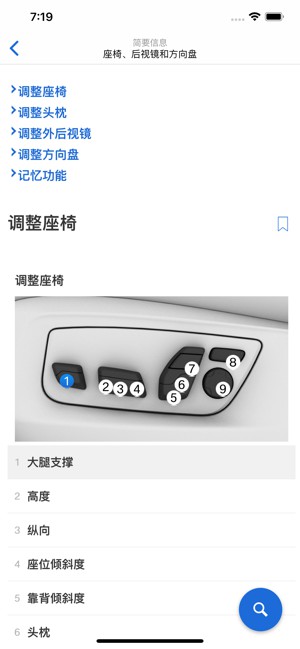 7:19
简要信息
座椅、后视镜和方向盘
调整座椅
调整头枕
调整外后视镜
调整方向盘
记忆功能
调整座椅
调整座椅
1 2 3 4 5 6 7 8 9
1 大腿支撑
2 高度
3 纵向
4 座位倾斜度
5 靠背倾斜度
6 头枕